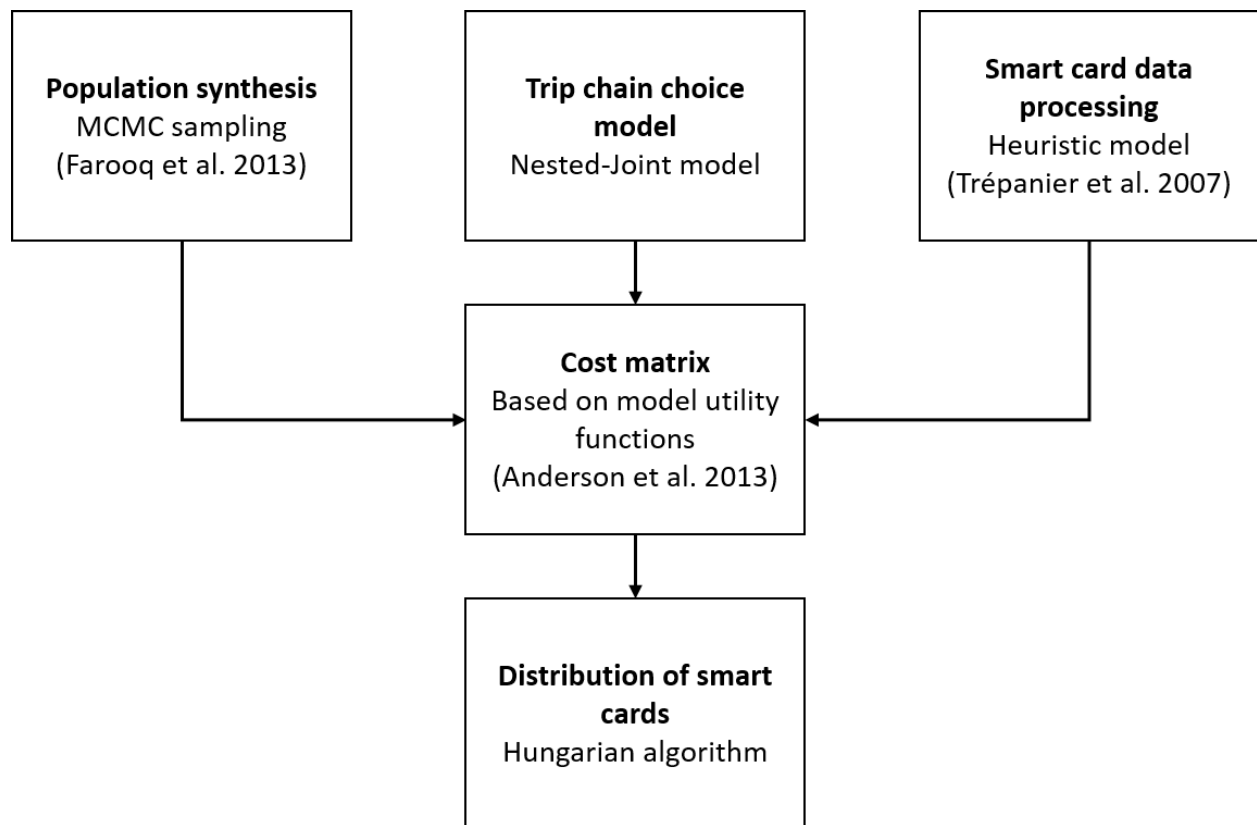 Population synthesis
MCMC sampling
(Farooq et al. 2013)
Trip chain choice
model
Nested-Joint model
Smart card data
processing
Heuristic model
(Trépanier et al. 2007)
Cost matrix
Based on model utility
functions
(Anderson et al. 2013)
Distribution of smart
cards
Hungarian algorithm